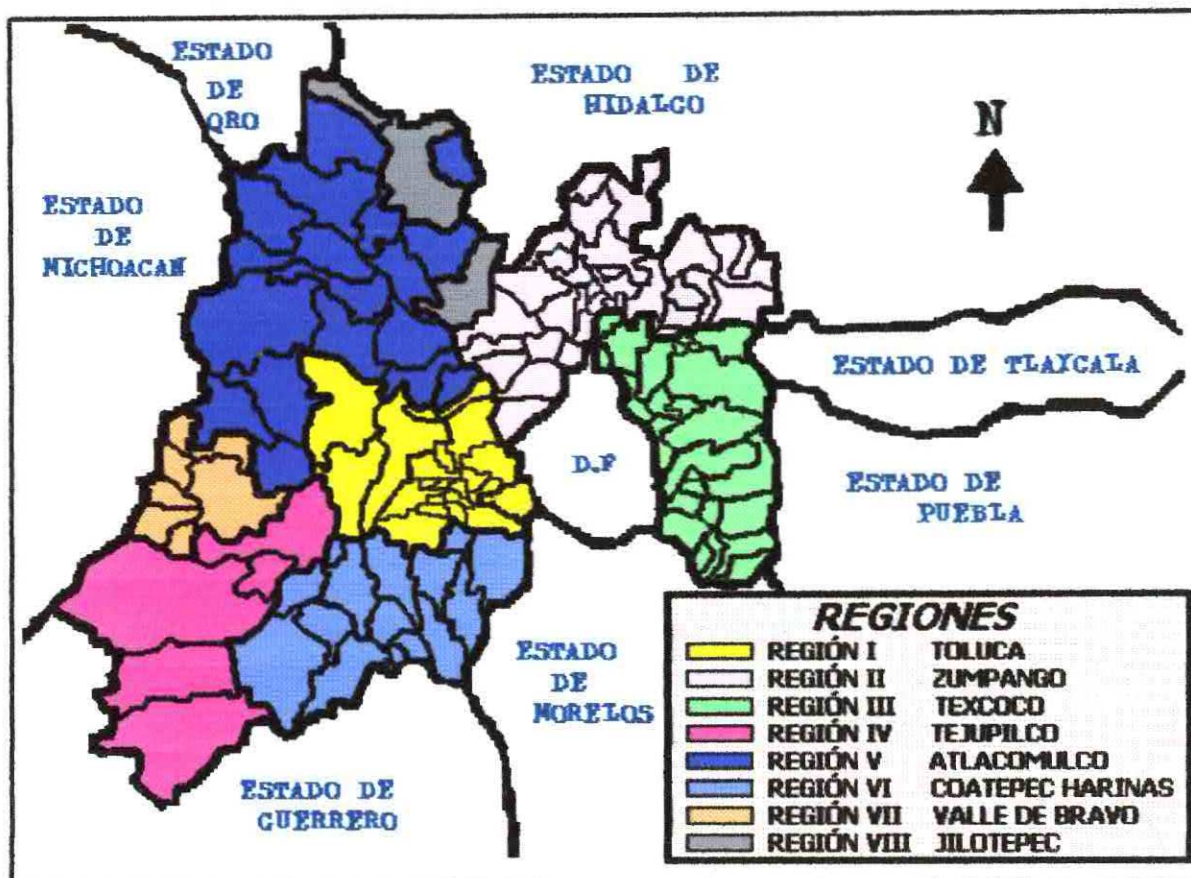 ESTADO
DE
QRO
ESTADO DE
HIDALGO
N
ESTADO
DE
MICHOACAN
ESTADO DE TLAXCALA
D.F
ESTADO DE
PUEBLA
ESTADO
DE
MORELOS
ESTADO DE
GUERRERO
REGIONES
REGIÓN I TOLUCA
REGIÓN II ZUMPANGO
REGIÓN III TEXCOCO
REGIÓN IV TEJUPILCO
REGIÓN V ATLACOMULCO
REGIÓN VI COATEPEC HARINAS
REGIÓN VII VALLE DE BRAVO
REGIÓN VIII JILOTEPEC